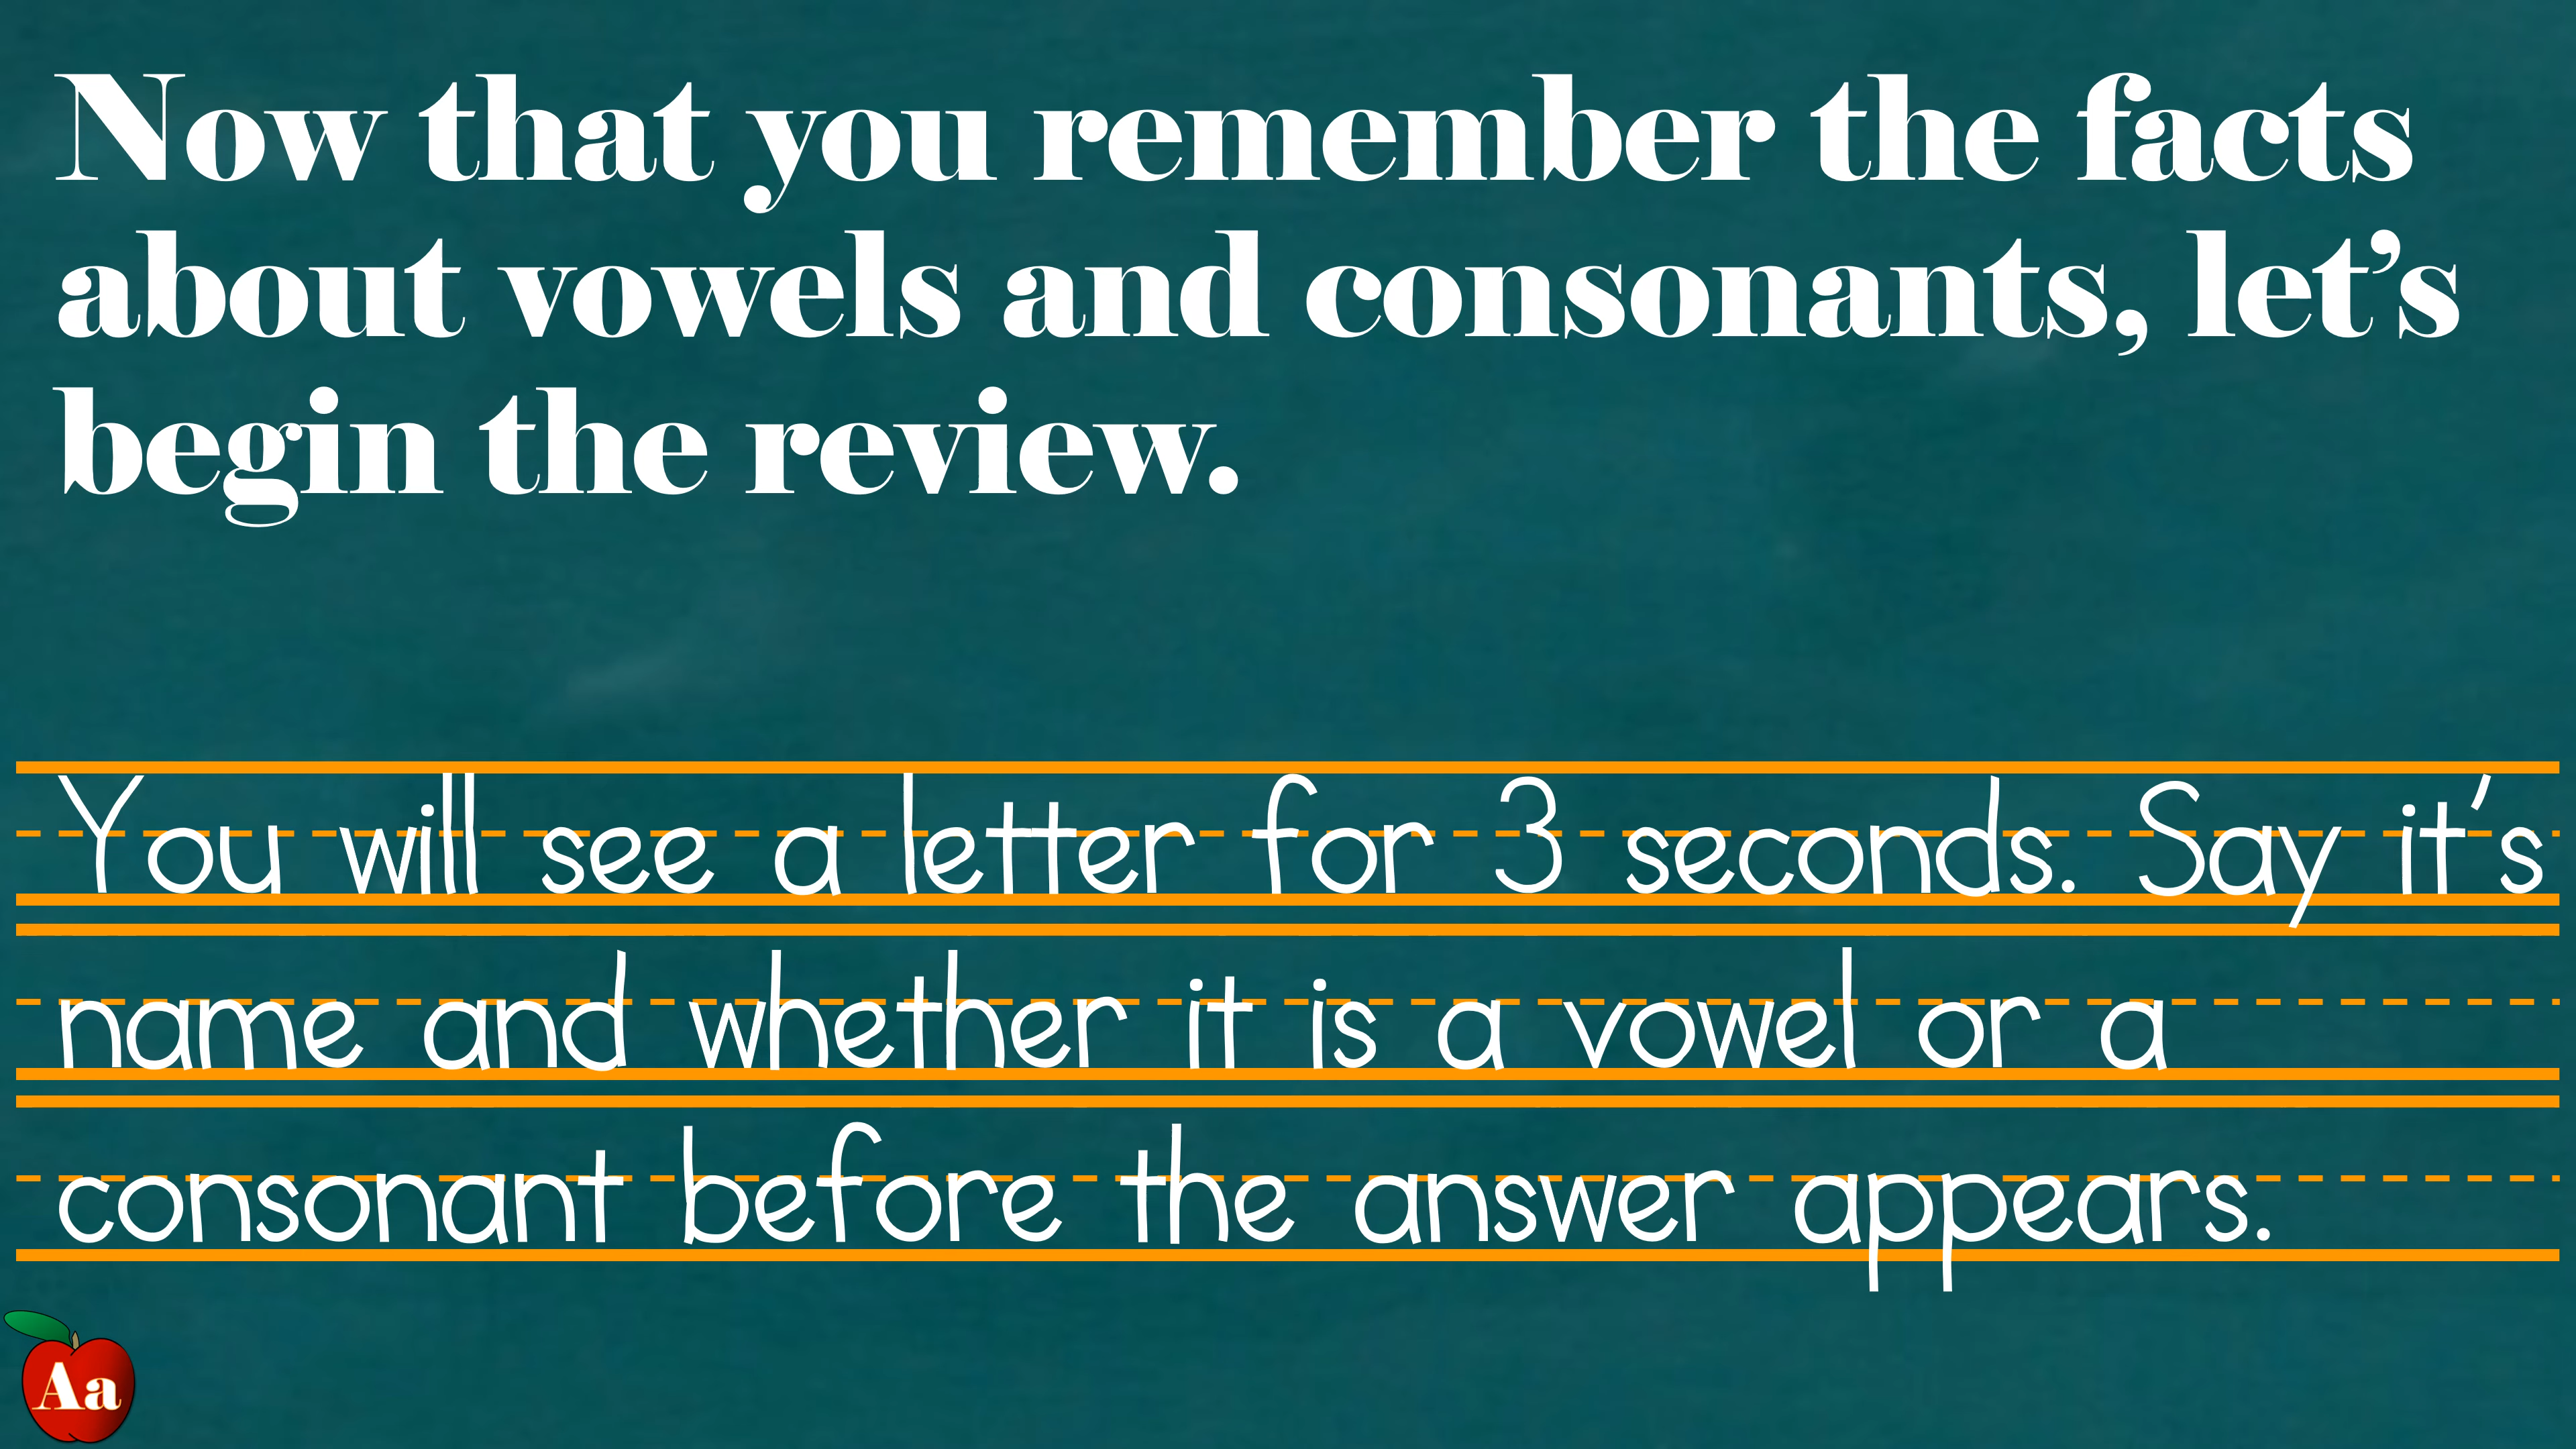 Now that you remember the facts
about vowels and consonants, let’s
begin the review.
You will see a letter for 3 seconds. Say it's
name and whether it is a vowel or a
consonant before the answer appears.
Aa